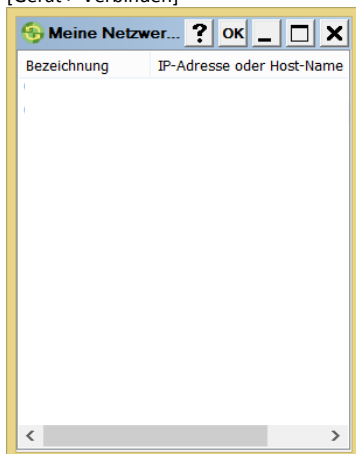 [Gerät > Verbinden]
Meine Netzwer... ? OK
Bezeichnung IP-Adresse oder Host-Name